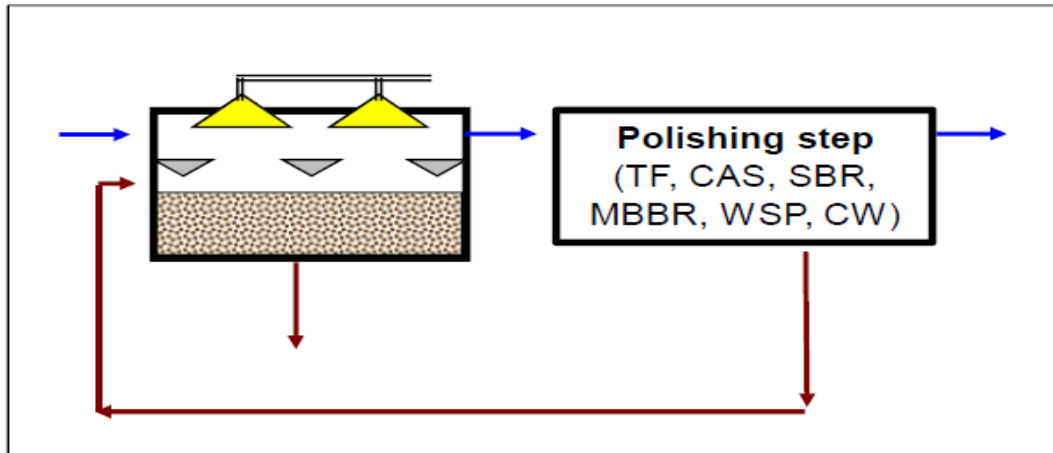 Polishing step
(TF, CAS, SBR,
MBBR, WSP, CW)